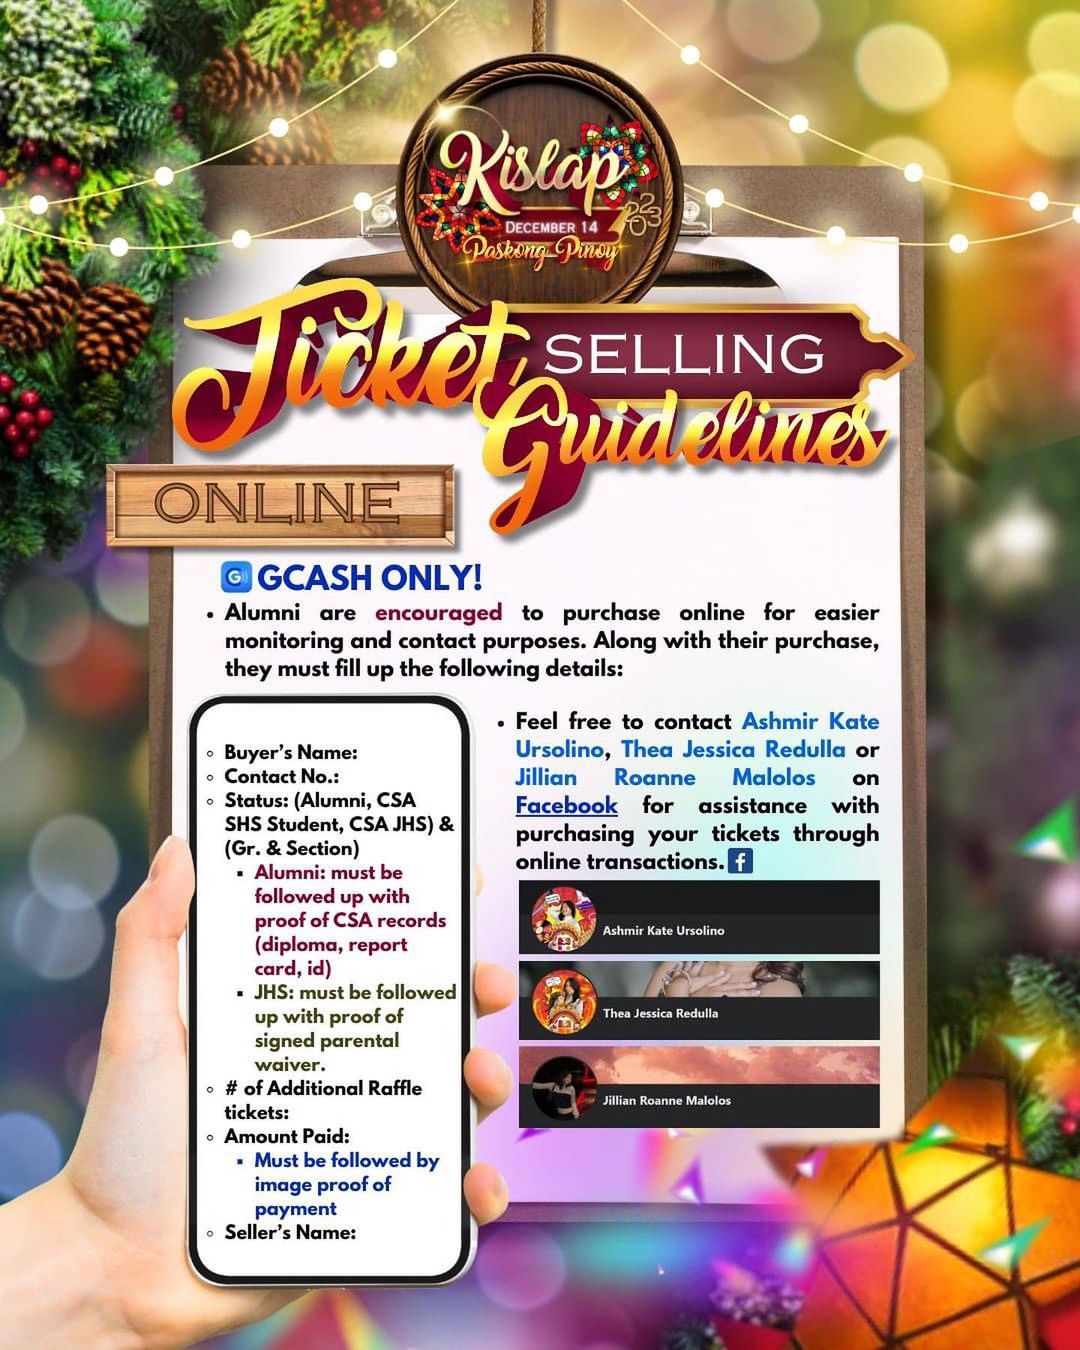 Kislap
2023
DECEMBER 14
Paskong Pinoy
Ticket SELLING
Guidelines
ONLINE
GCASH ONLY!
• Alumni are encouraged to purchase online for easier
monitoring and contact purposes. Along with their purchase,
they must fill up the following details:
◦ Buyer's Name:
◦ Contact No.:
◦ Status: (Alumni, CSA
SHS Student, CSA JHS) &
(Gr. & Section)
▪ Alumni: must be
followed up with
proof of CSA records
(diploma, report
card, id)
▪ JHS: must be followed
up with proof of
signed parental
waiver.
◦ # of Additional Raffle
tickets:
◦ Amount Paid:
▪ Must be followed by
image proof of
payment
◦ Seller's Name:
• Feel free to contact Ashmir Kate
Ursolino, Thea Jessica Redulla or
Jillian Roanne Malolos on
Facebook for assistance with
purchasing your tickets through
online transactions.
Ashmir Kate Ursolino
Thea Jessica Redulla
Jillian Roanne Malolos